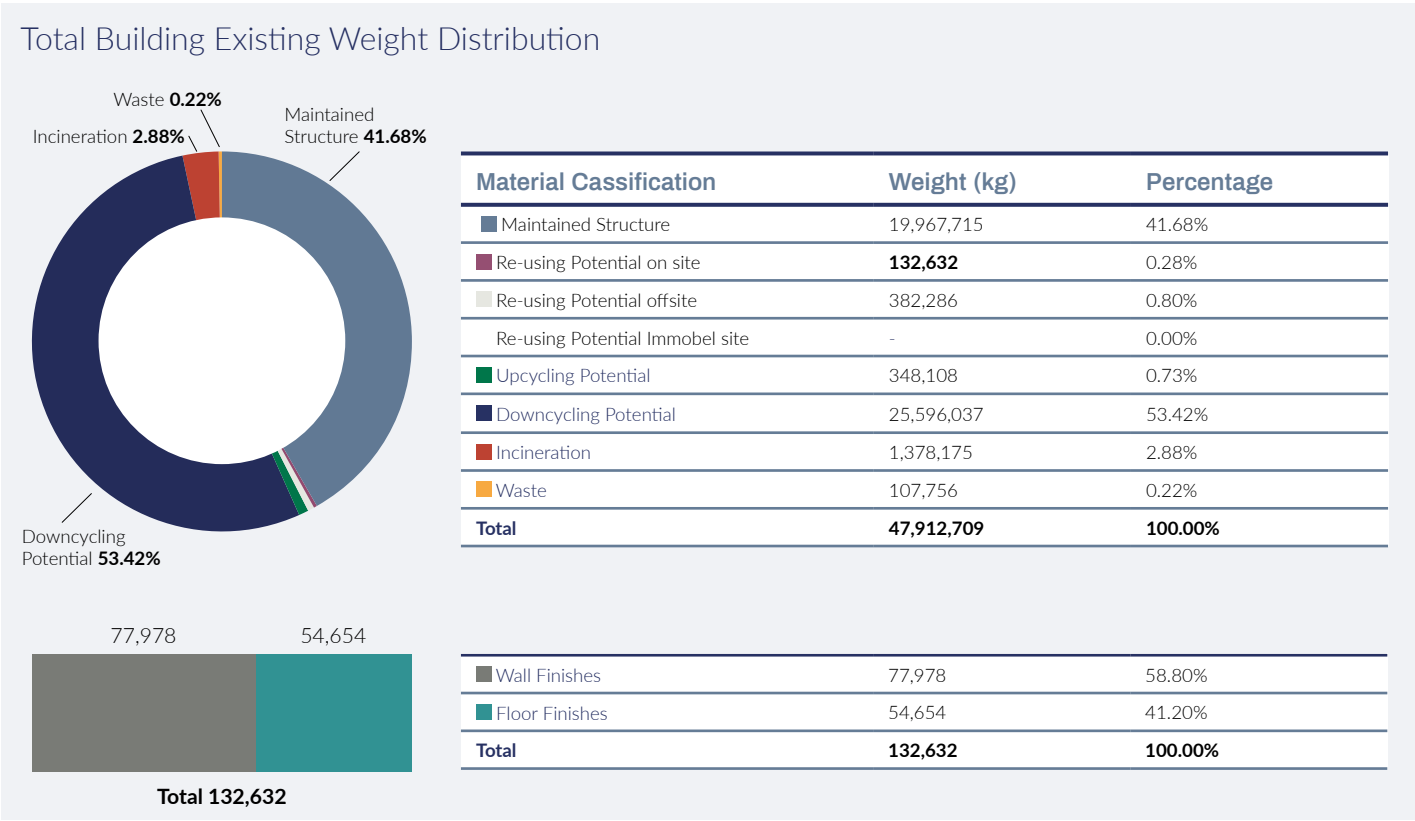 Total Building Existing Weight Distribution
Waste 0.22%
Incineration 2.88%
Maintained
Structure 41.68%
Downcycling
Potential 53.42%
Material Cassification Weight (kg) Percentage
Maintained Structure 19,967,715 41.68%
Re-using Potential on site 132,632 0.28%
Re-using Potential offsite 382,286 0.80%
Re-using Potential Immobel site - 0.00%
Upcycling Potential 348,108 0.73%
Downcycling Potential 25,596,037 53.42%
Incineration 1,378,175 2.88%
Waste 107,756 0.22%
Total 47,912,709 100.00%
77,978 54,654
Total 132,632
Wall Finishes 77,978 58.80%
Floor Finishes 54,654 41.20%
Total 132,632 100.00%